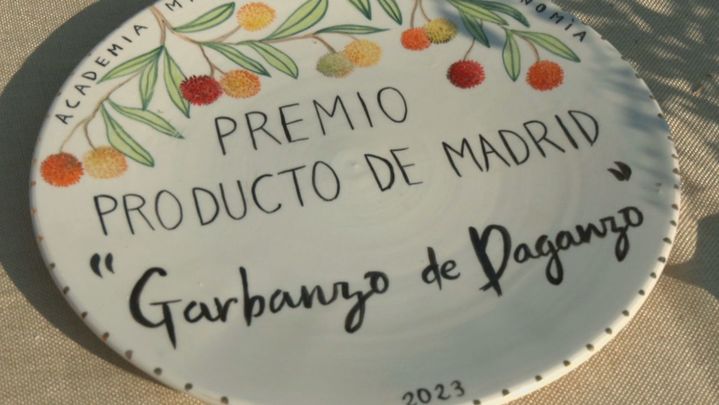 ACADEMIA
PREMIO
PRODUCTO DE MADRID
"Garbanzo de Daganzo"
2023